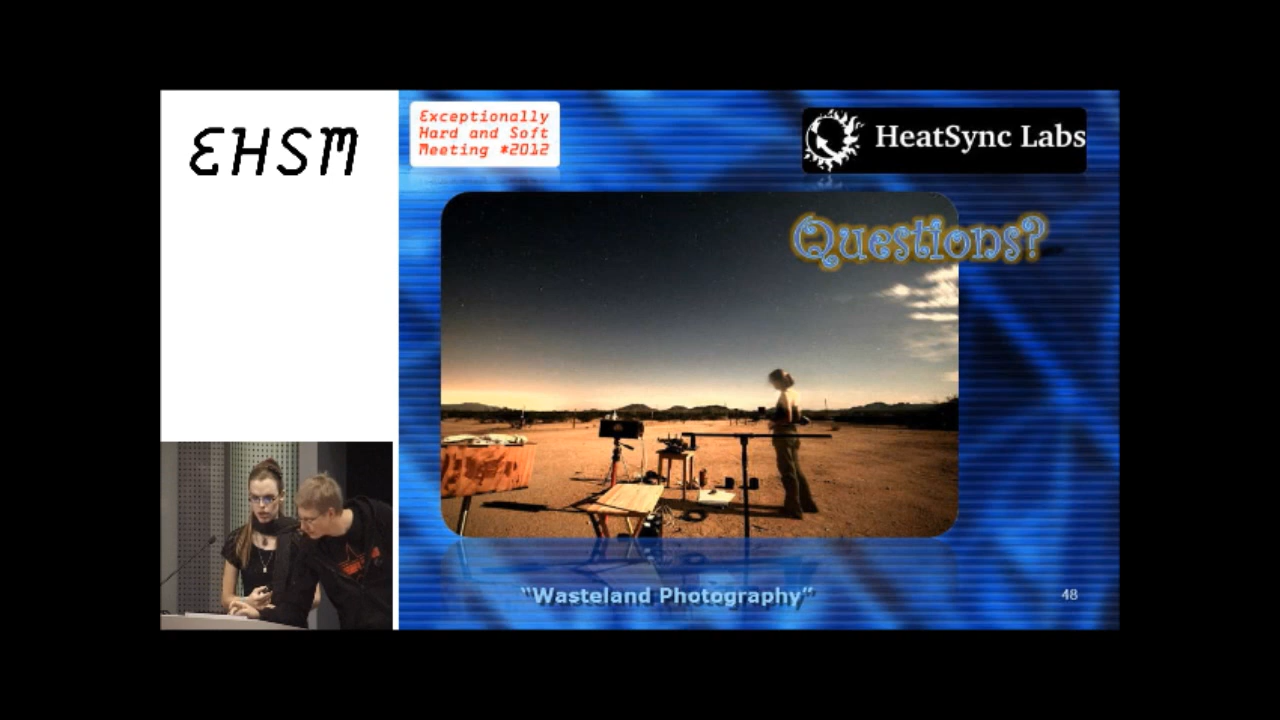 EHSM
Exceptionally
Hard and Soft
Meeting *2012
HeatSync Labs
Questions?
“Wasteland Photography”
48